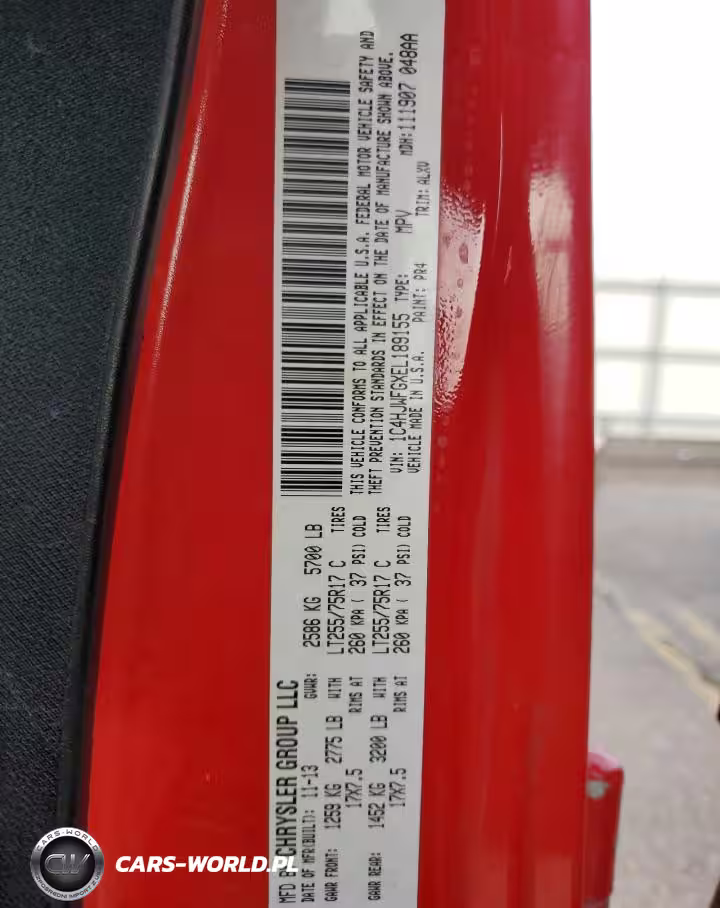 MFD BY CHRYSLER GROUP LLC
DATE OF MFR(BUILT): 11-13 GVWR: 2586 KG 5700 LB
GAWR FRONT: 1259 KG 2775 LB WITH LT255/75R17 C TIRES
17X7.5 RIMS AT 260 KPA ( 37 PSI) COLD
GAWR REAR: 1452 KG 3200 LB WITH LT255/75R17 C TIRES
17X7.5 RIMS AT 260 KPA ( 37 PSI) COLD
THIS VEHICLE CONFORMS TO ALL APPLICABLE U.S.A. FEDERAL MOTOR VEHICLE SAFETY AND
THEFT PREVENTION STANDARDS IN EFFECT ON THE DATE OF MANUFACTURE SHOWN ABOVE.
VIN: 1C4HJWFGXEL189155 TYPE: MPV MDH:111907 048AA
VEHICLE MADE IN U.S.A. PAINT: PR4 TRIM: ALXV
CARS-WORLD
CW
CARS-WORLD.PL